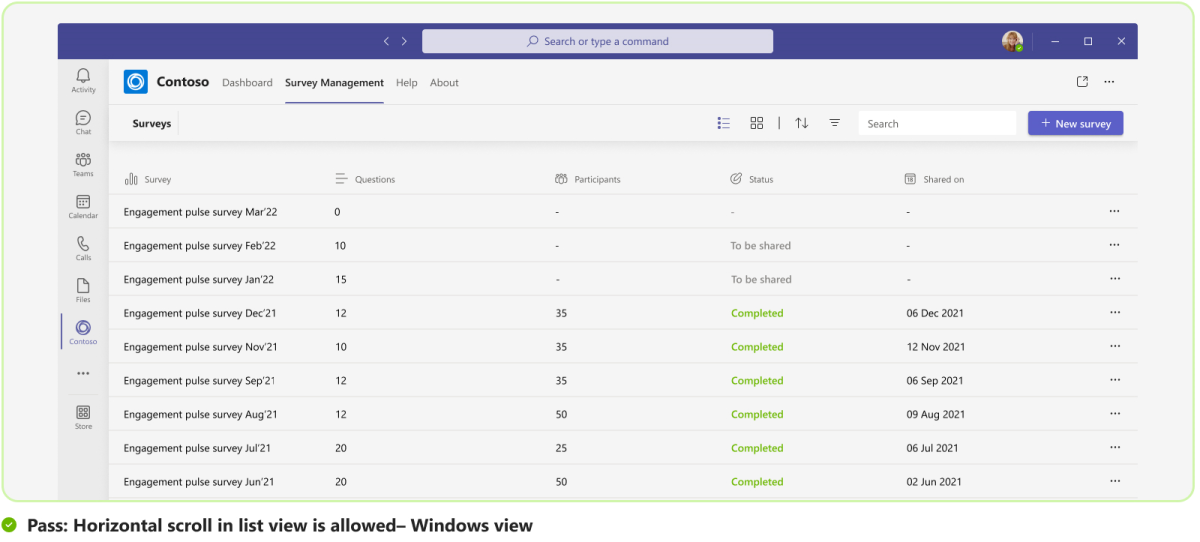 Search or type a command
Activity
Chat
Teams
Calendar
Calls
Files
Contoso
Store
Contoso Dashboard Survey Management Help About
Surveys Search + New survey
Survey Questions Participants Status Shared on
Engagement pulse survey Mar'22 0 - - -
Engagement pulse survey Feb'22 10 - To be shared -
Engagement pulse survey Jan'22 15 - To be shared -
Engagement pulse survey Dec'21 12 35 Completed 06 Dec 2021
Engagement pulse survey Nov'21 10 35 Completed 12 Nov 2021
Engagement pulse survey Sep'21 12 35 Completed 06 Sep 2021
Engagement pulse survey Aug'21 12 50 Completed 09 Aug 2021
Engagement pulse survey Jul'21 20 25 Completed 06 Jul 2021
Engagement pulse survey Jun'21 20 50 Completed 02 Jun 2021
Pass: Horizontal scroll in list view is allowed– Windows view